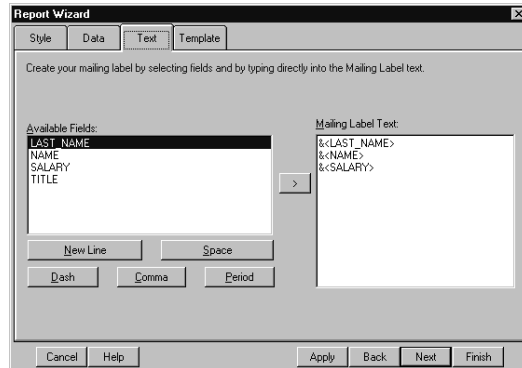 Report Wizard
Style Data Text Template
Create your mailing label by selecting fields and by typing directly into the Mailing Label text.
Available Fields:
LAST_NAME
NAME
SALARY
TITLE
>
Mailing Label Text:
&<LAST_NAME>
&<NAME>
&<SALARY>
New Line Space
Dash Comma Period
Cancel Help Apply Back Next Finish